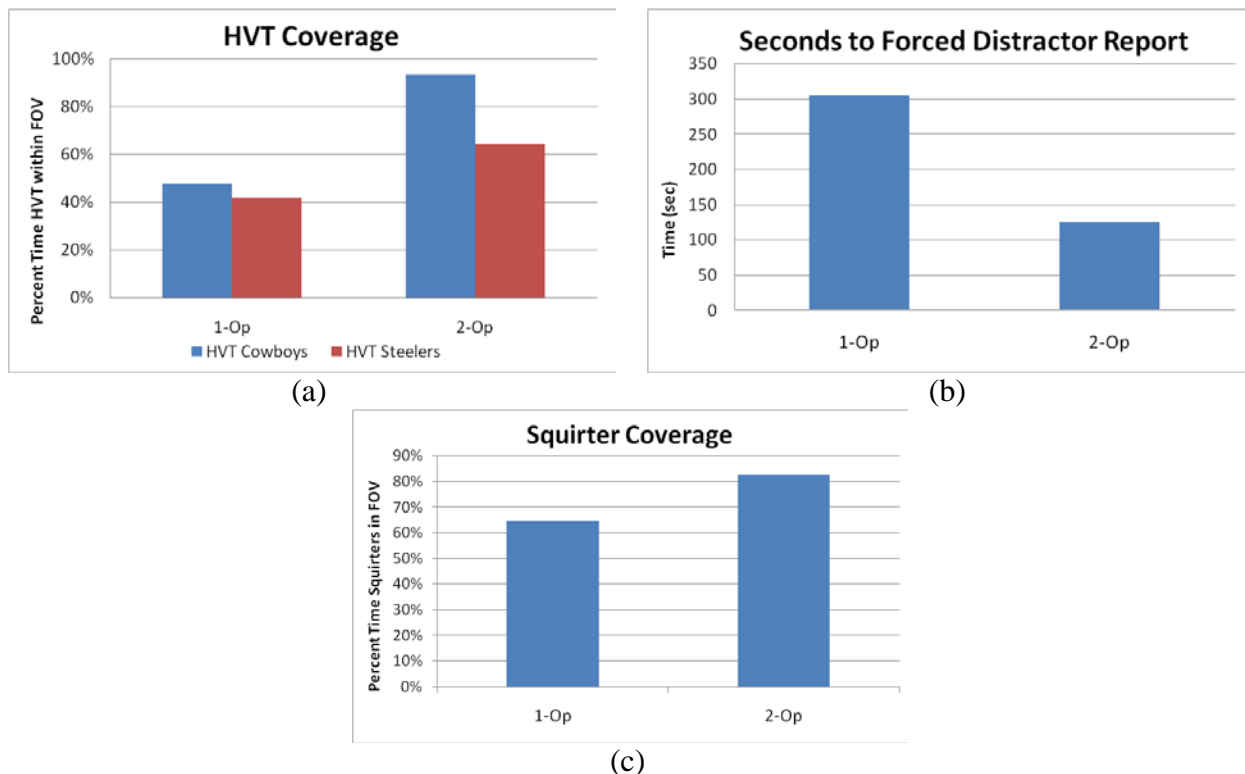 HVT Coverage
Percent Time HVT within FOV
100%
80%
60%
40%
20%
0%
1-Op
2-Op
HVT Cowboys
HVT Steelers
(a)
Seconds to Forced Distractor Report
Time (sec)
350
300
250
200
150
100
50
0
1-Op
2-Op
(b)
Squirter Coverage
Percent Time Squirters in FOV
90%
80%
70%
60%
50%
40%
30%
20%
10%
0%
1-Op
2-Op
(c)